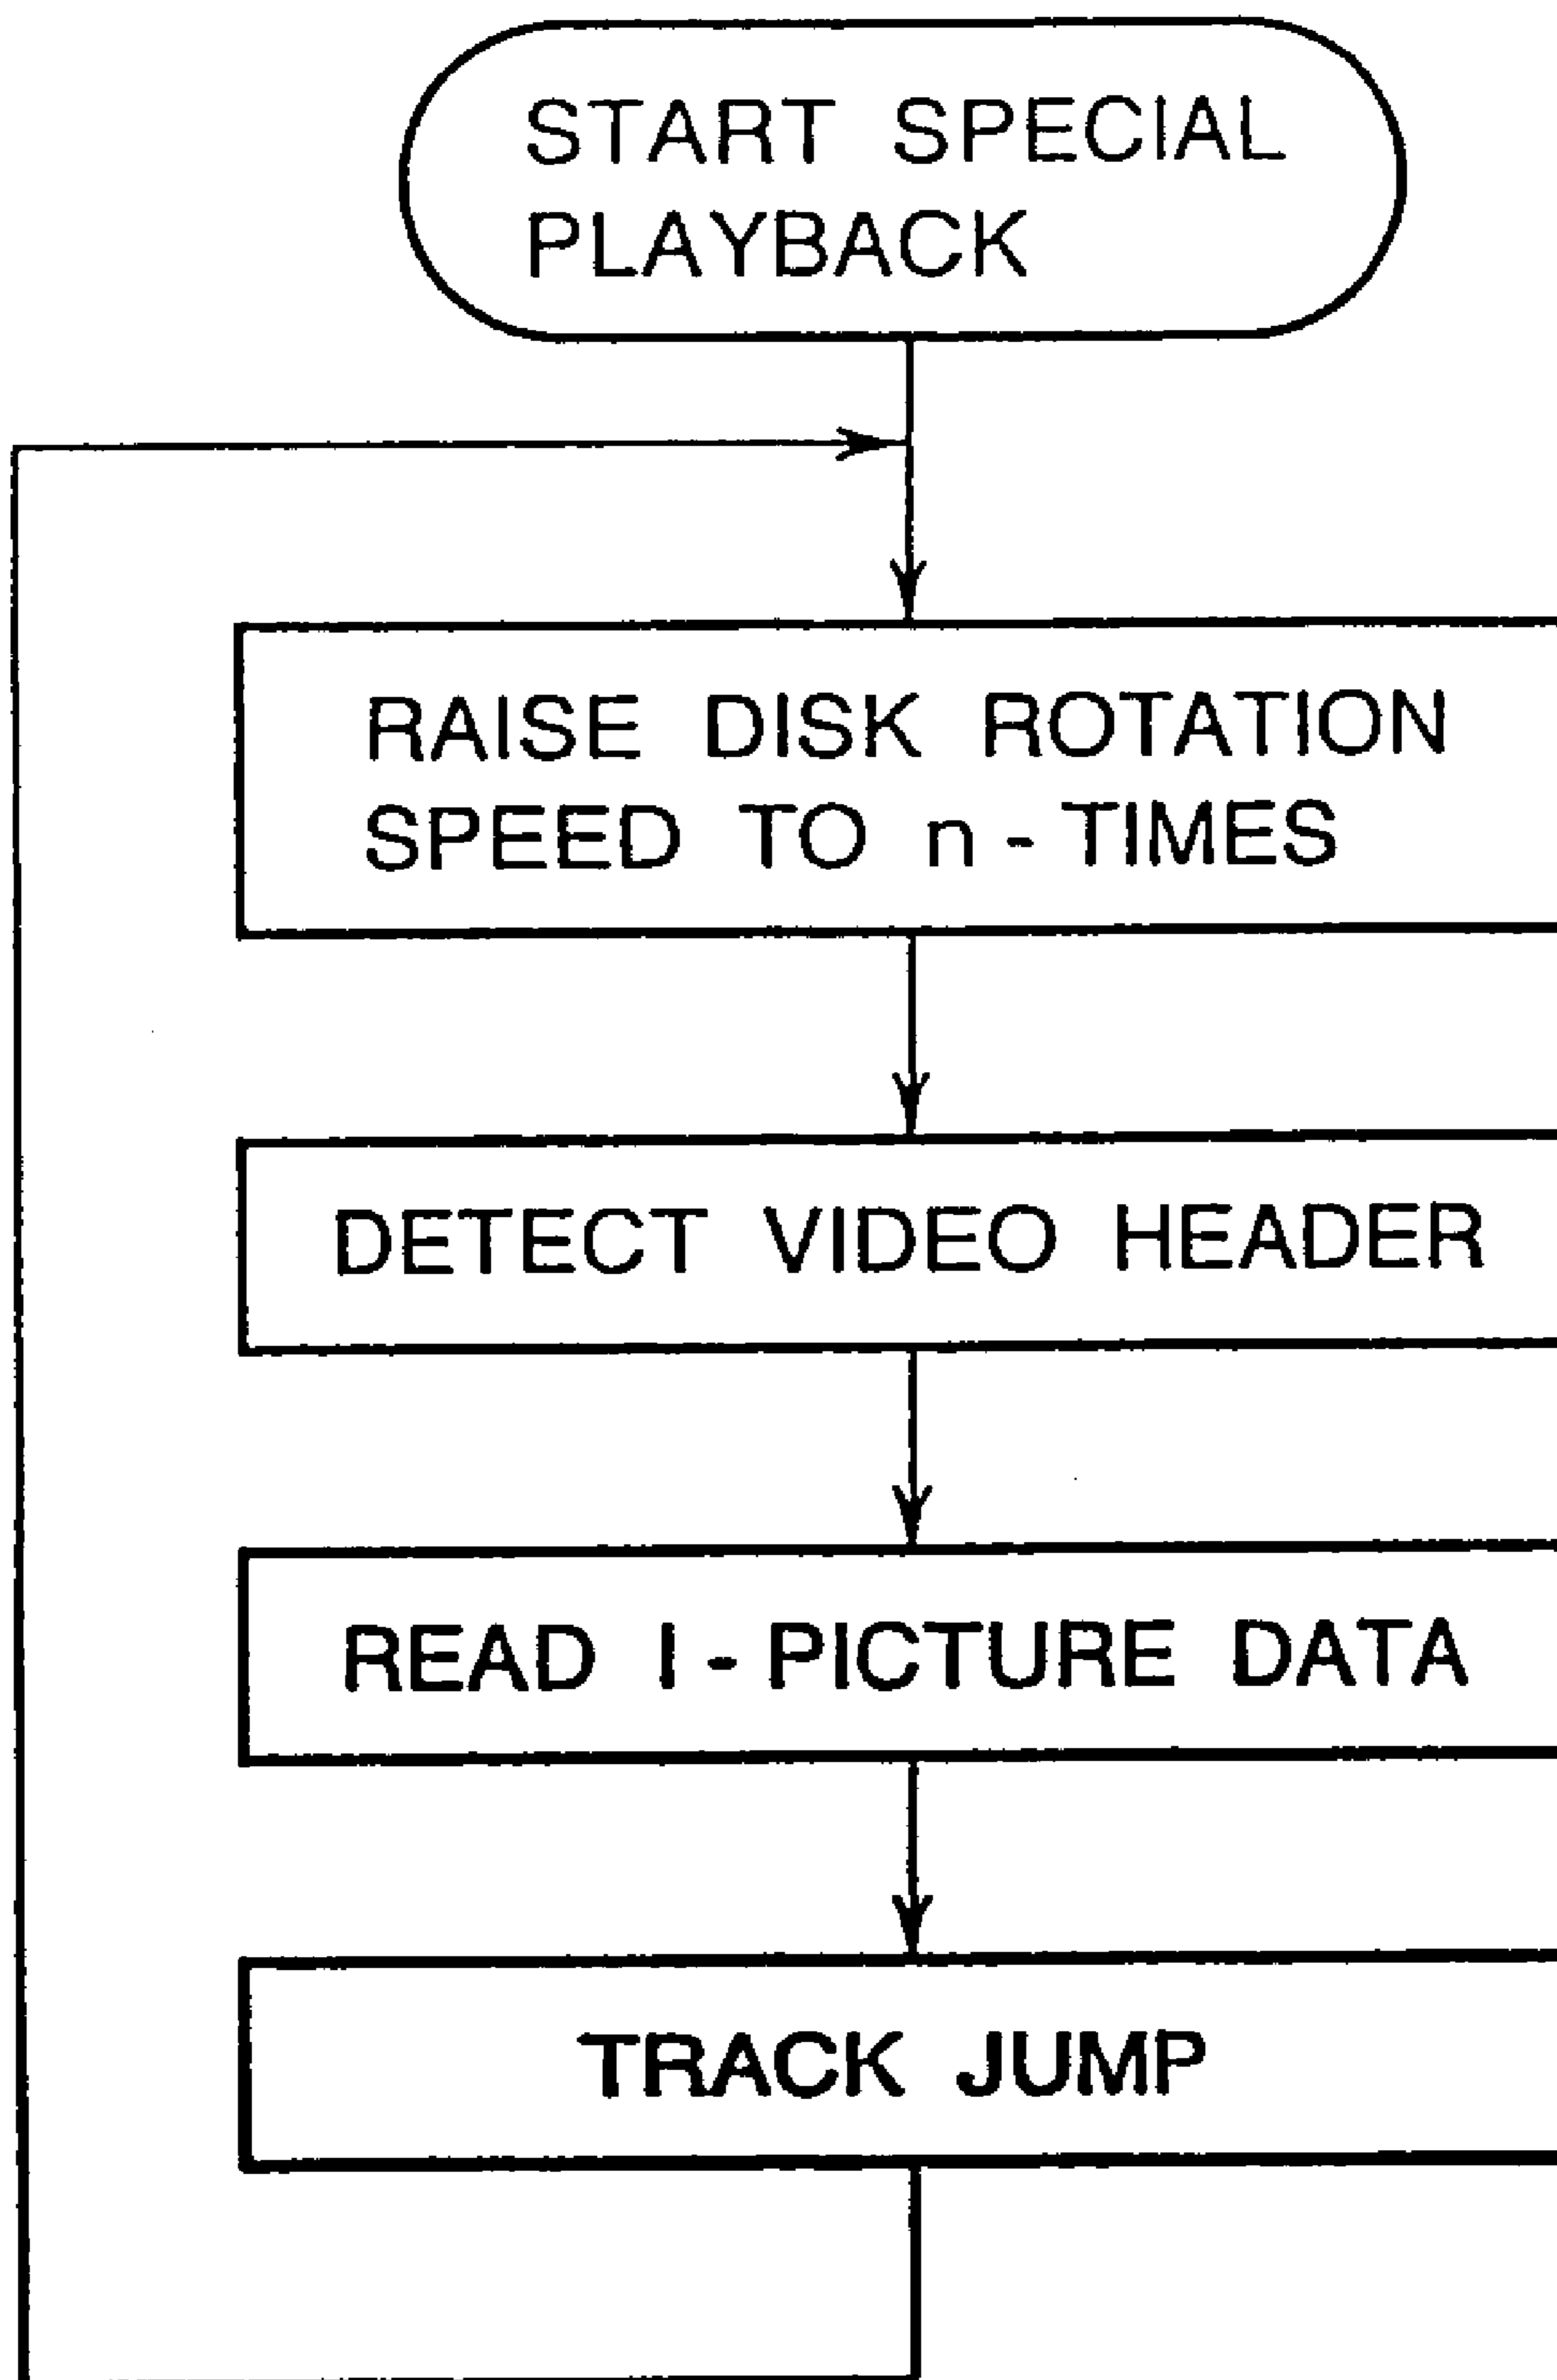 START SPECIAL
PLAYBACK
RAISE DISK ROTATION
SPEED TO n - TIMES
DETECT VIDEO HEADER
READ I - PICTURE DATA
TRACK JUMP